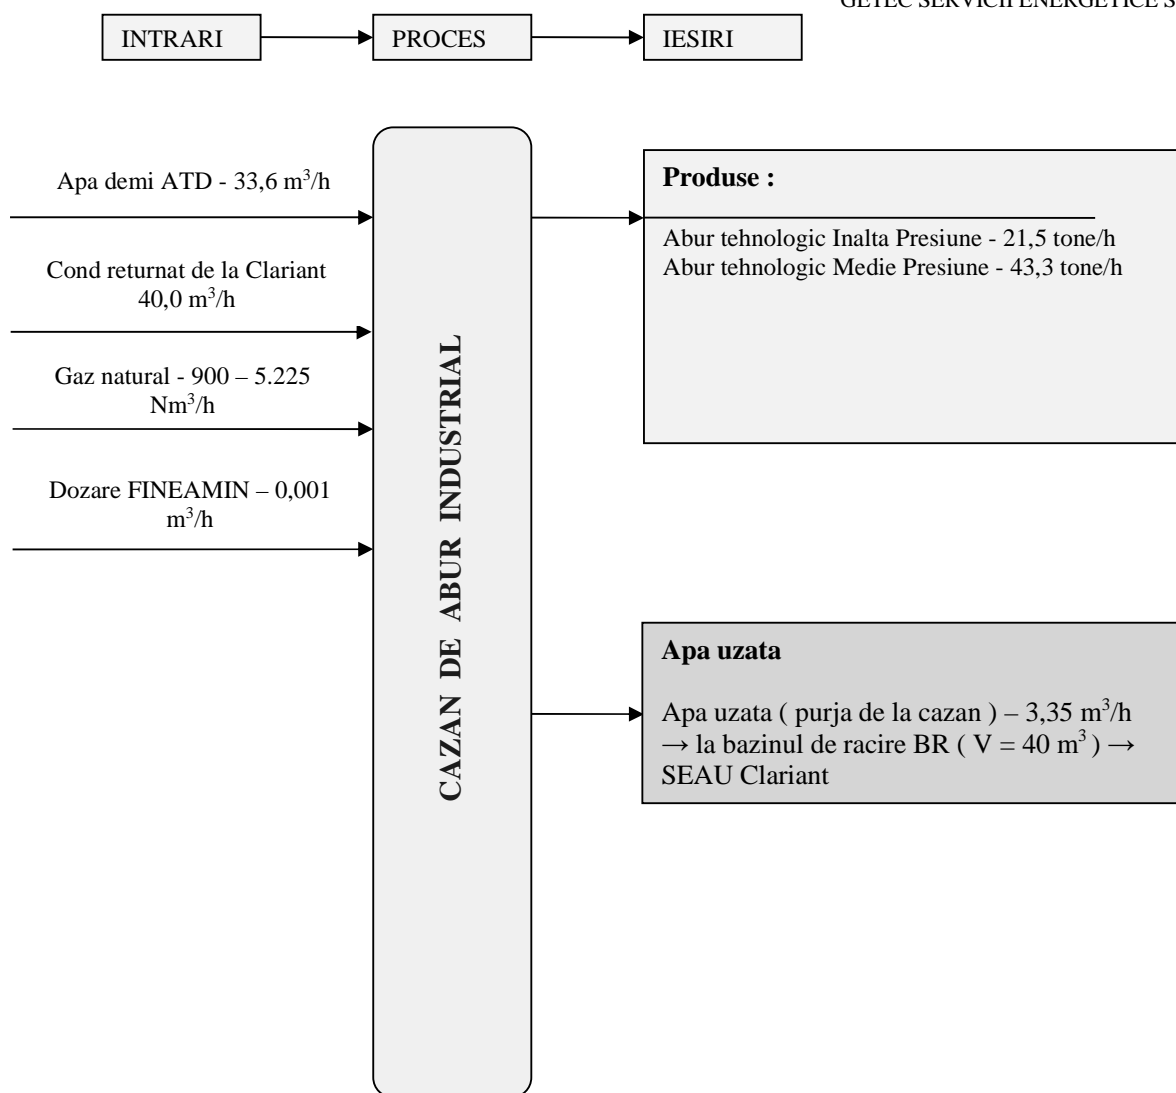 GETEC SERVICII ENERGETICE S
INTRARI
PROCES
IESIRI
Apa demi ATD - 33,6 m³/h
Cond returnat de la Clariant
40,0 m³/h
Gaz natural - 900 – 5.225
Nm³/h
Dozare FINEAMIN – 0,001
m³/h
CAZAN DE ABUR INDUSTRIAL
Produse :
Abur tehnologic Inalta Presiune - 21,5 tone/h
Abur tehnologic Medie Presiune - 43,3 tone/h
Apa uzata
Apa uzata ( purja de la cazan ) – 3,35 m³/h
→ la bazinul de racire BR ( V = 40 m³ ) →
SEAU Clariant